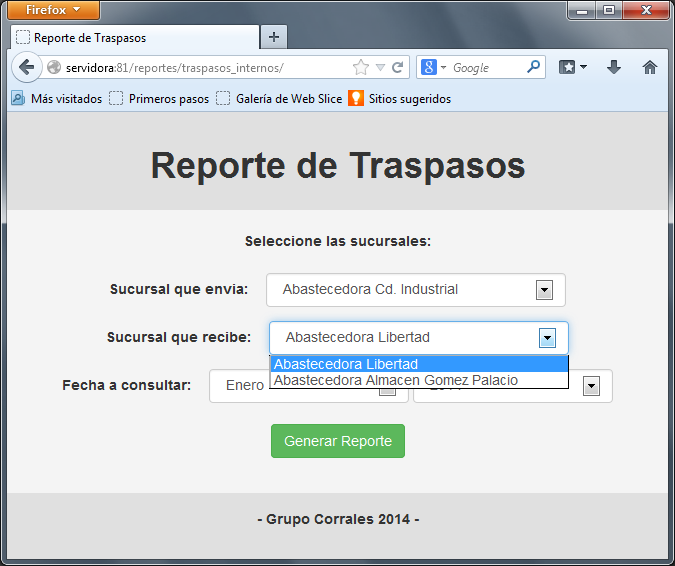 Firefox
Reporte de Traspasos
servidora:81/reportes/traspasos_internos/
Google
Más visitados Primeros pasos Galería de Web Slice Sitios sugeridos
Reporte de Traspasos
Seleccione las sucursales:
Sucursal que envia: Abastecedora Cd. Industrial
Sucursal que recibe: Abastecedora Libertad
Abastecedora Libertad
Abastecedora Almacen Gomez Palacio
Fecha a consultar: Enero
Generar Reporte
- Grupo Corrales 2014 -